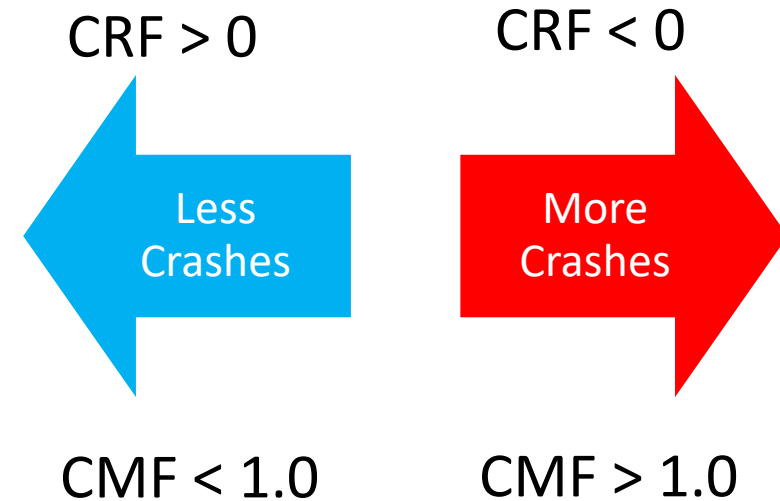 CRF > 0
CRF < 0
Less
Crashes
More
Crashes
CMF < 1.0
CMF > 1.0